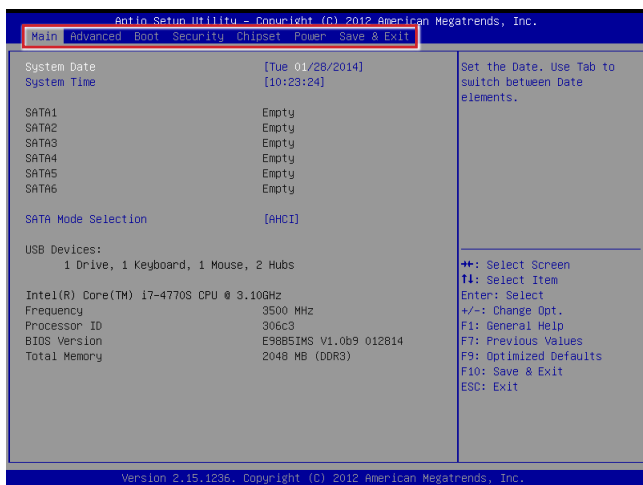 Aptio Setup Utility - Copyright (C) 2012 American Megatrends, Inc.
Main Advanced Boot Security Chipset Power Save & Exit
System Date [Tue 01/28/2014]
System Time [10:23:24]
SATA1 Empty
SATA2 Empty
SATA3 Empty
SATA4 Empty
SATA5 Empty
SATA6 Empty
SATA Mode Selection [AHCI]
USB Devices:
1 Drive, 1 Keyboard, 1 Mouse, 2 Hubs
Intel(R) Core(TM) i7-4770S CPU @ 3.10GHz
Frequency 3500 MHz
Processor ID 306c3
BIOS Version E98B5IMS V1.0b9 012814
Total Memory 2048 MB (DDR3)
Set the Date. Use Tab to
switch between Date
elements.
→←: Select Screen
↑↓: Select Item
Enter: Select
+/-: Change Opt.
F1: General Help
F7: Previous Values
F9: Optimized Defaults
F10: Save & Exit
ESC: Exit
Version 2.15.1236. Copyright (C) 2012 American Megatrends, Inc.